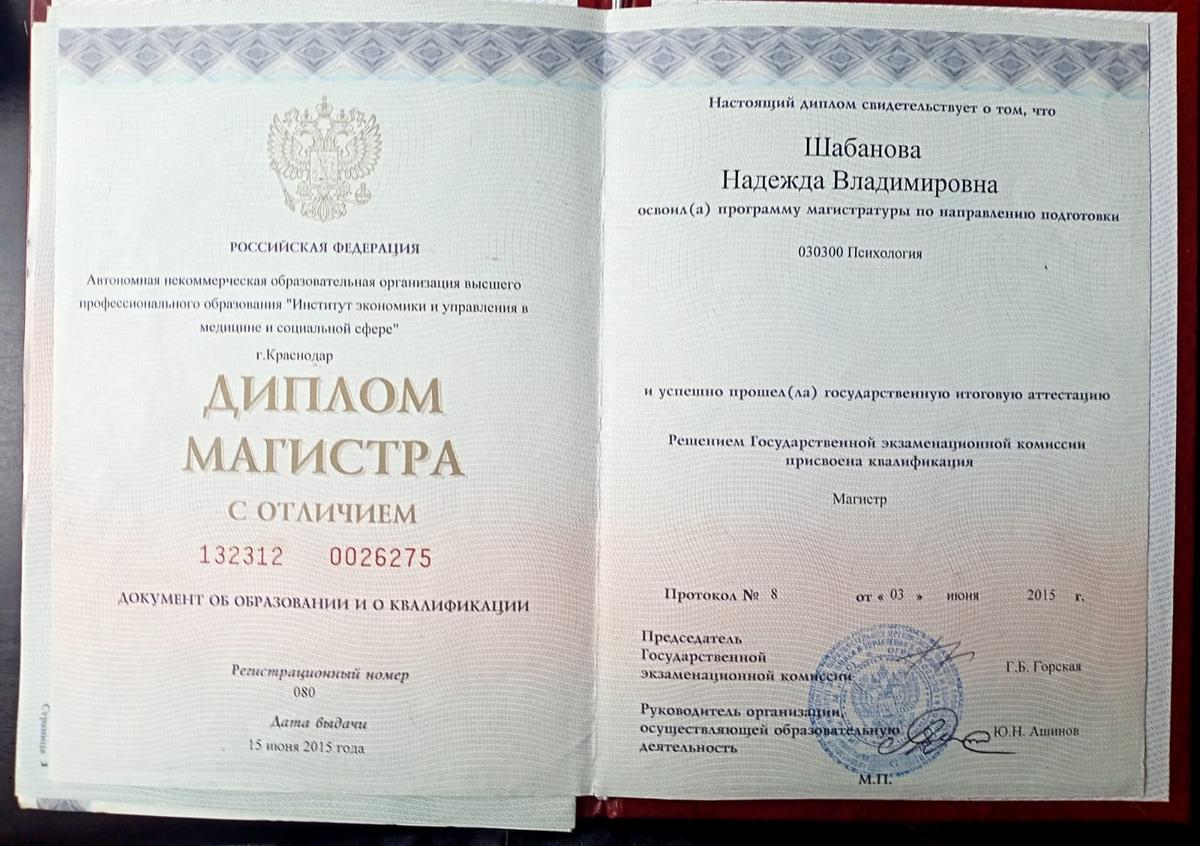 РОССИЙСКАЯ ФЕДЕРАЦИЯ
Автономная некоммерческая образовательная организация высшего
профессионального образования "Институт экономики и управления в
медицине и социальной сфере"
г.Краснодар
ДИПЛОМ
МАГИСТРА
С ОТЛИЧИЕМ
132312 0026275
ДОКУМЕНТ ОБ ОБРАЗОВАНИИ И О КВАЛИФИКАЦИИ
Регистрационный номер
080
Дата выдачи
15 июня 2015 года
Страница 3
Настоящий диплом свидетельствует о том, что
Шабанова
Надежда Владимировна
освоил(а) программу магистратуры по направлению подготовки
030300 Психология
и успешно прошел(ла) государственную итоговую аттестацию
Решением Государственной экзаменационной комиссии
присвоена квалификация
Магистр
Протокол № 8 от « 03 » июня 2015 г.
Председатель
Государственной
экзаменационной комиссии
Г.Б. Горская
Руководитель организации,
осуществляющей образовательную
деятельность
Ю.Н. Ашинов
М.П.